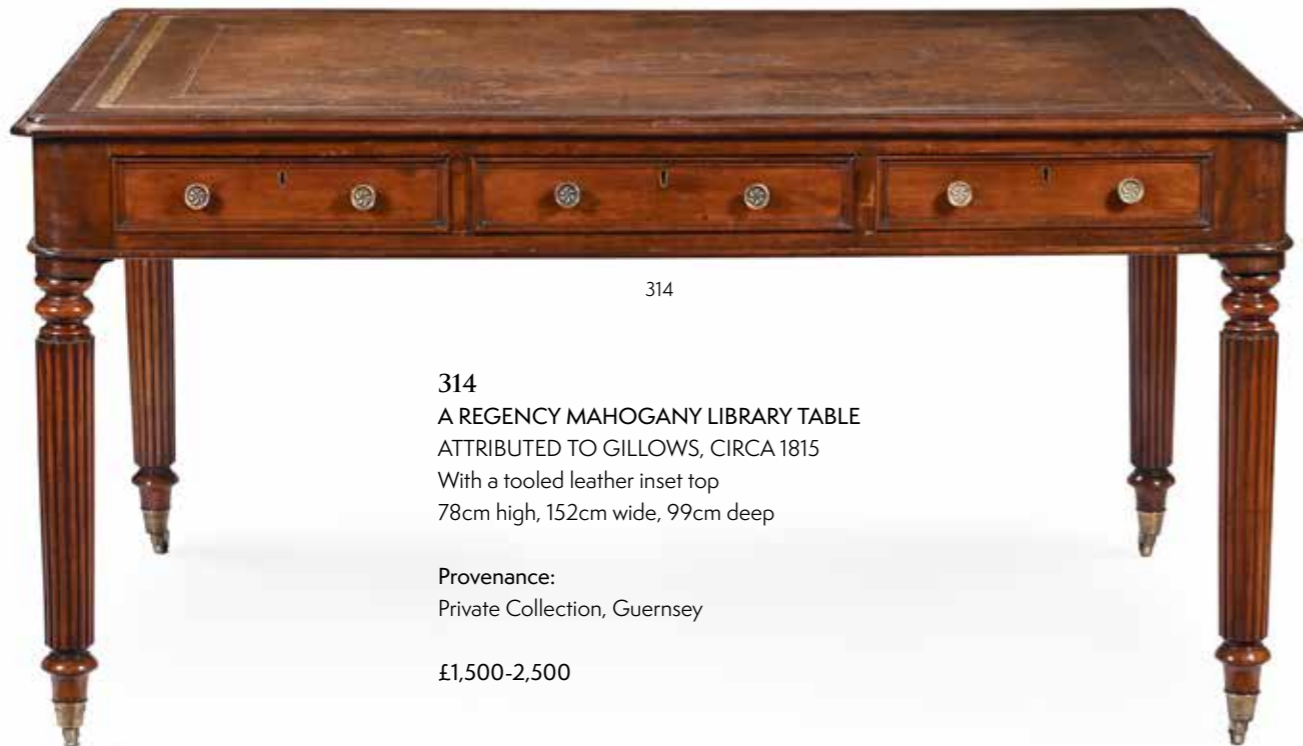 314
314
A REGENCY MAHOGANY LIBRARY TABLE
ATTRIBUTED TO GILLOWS, CIRCA 1815
With a tooled leather inset top
78cm high, 152cm wide, 99cm deep
Provenance:
Private Collection, Guernsey
£1,500-2,500